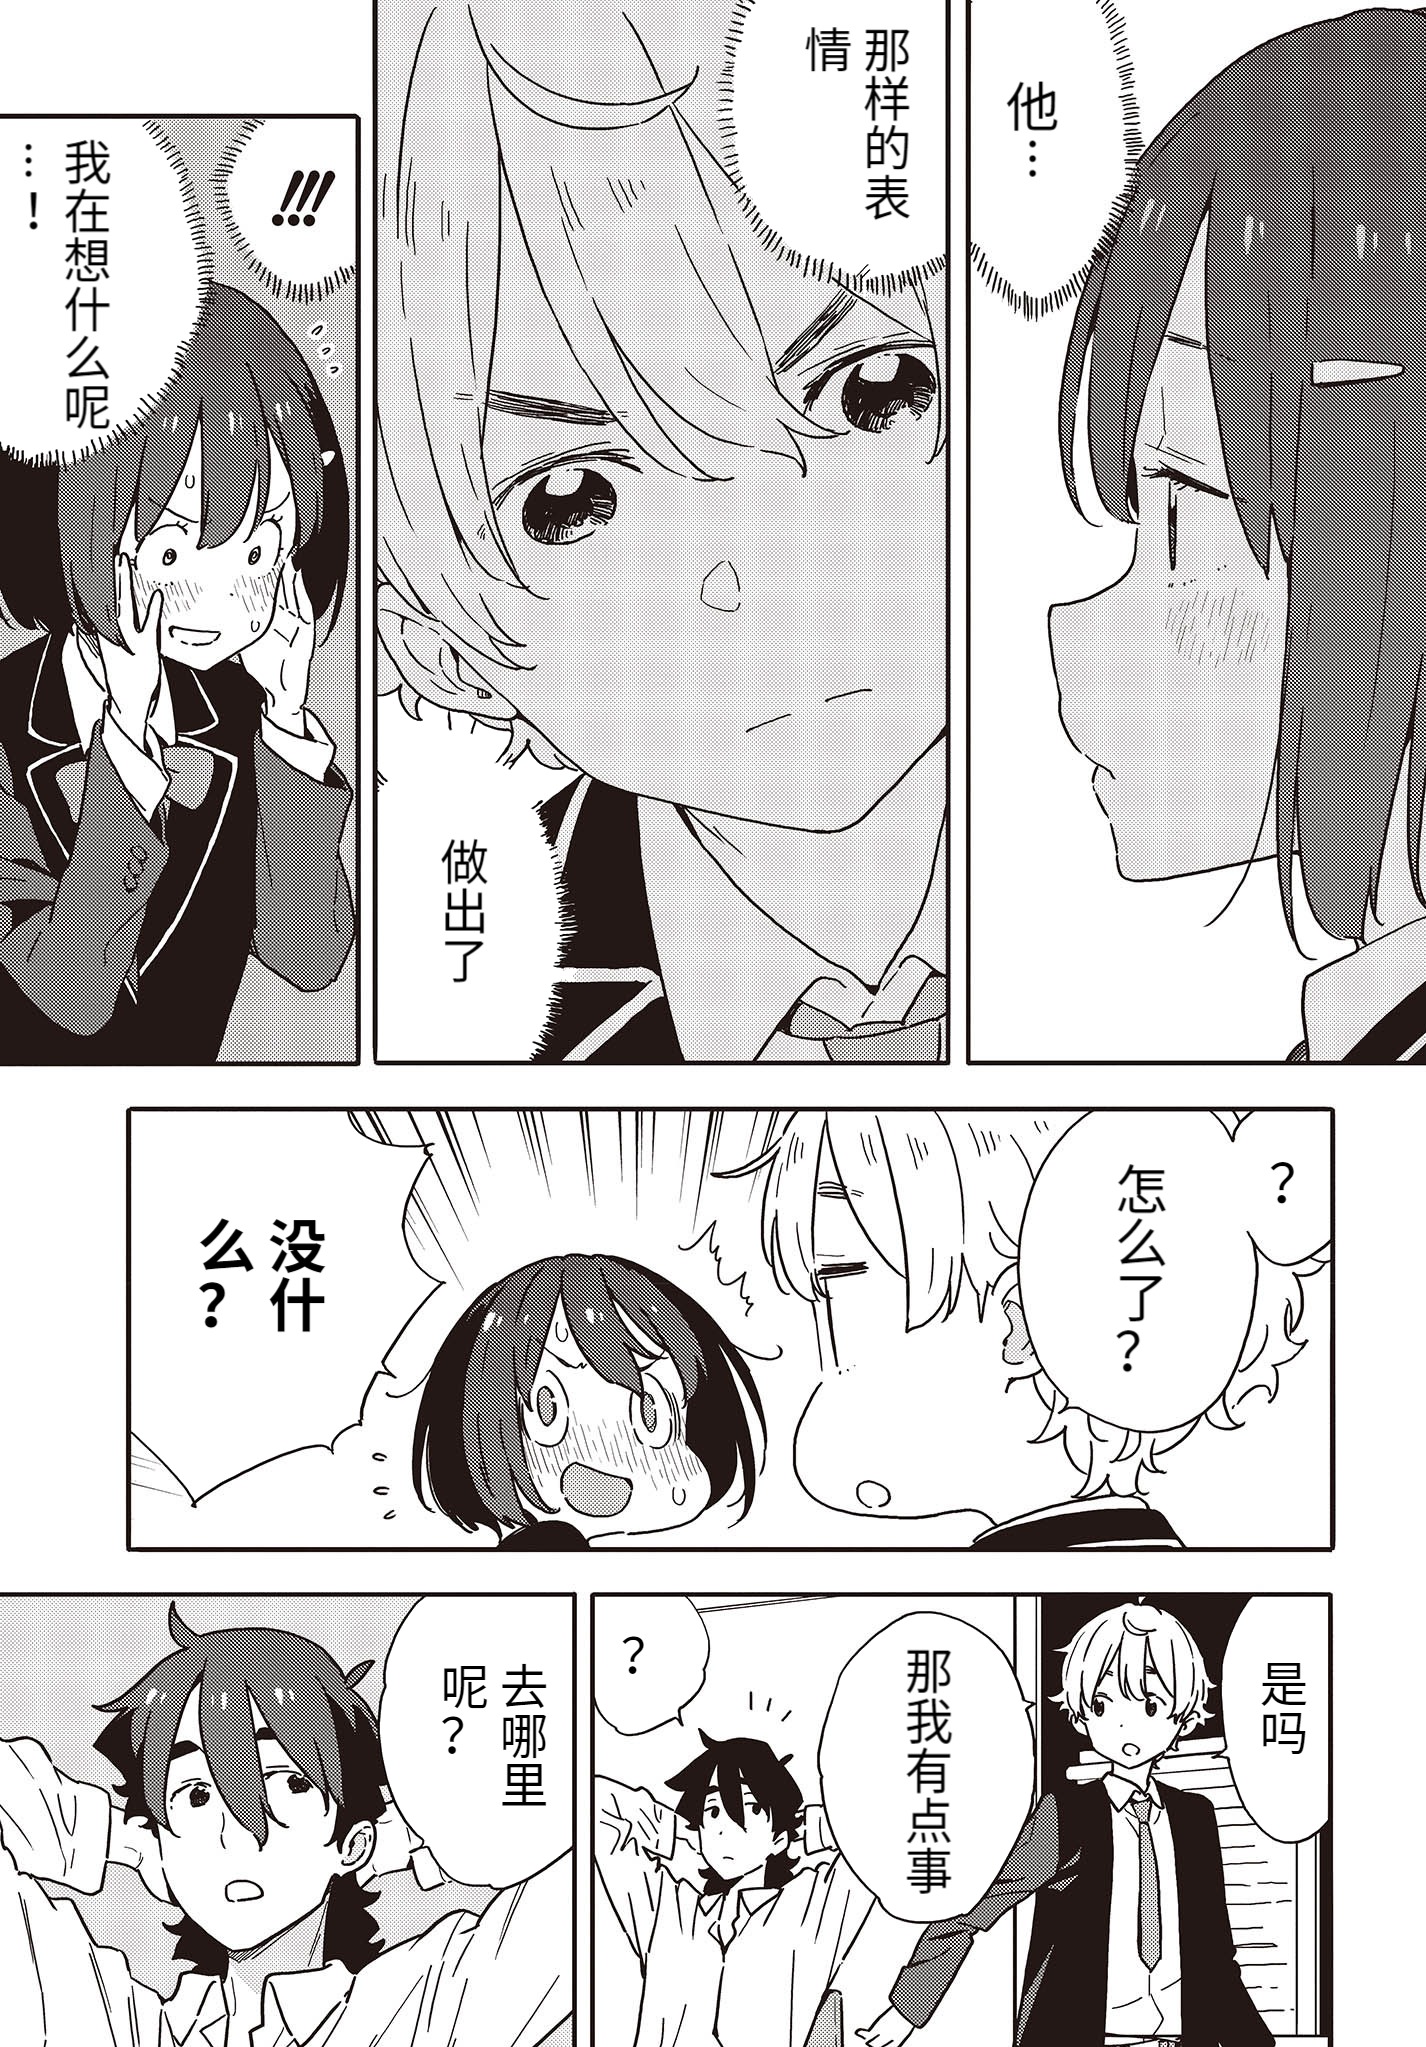 他…
那样的表
情
做出了
!!!
我在想什么呢
…！
？
怎么了？
没什
么？
是吗
那我有点事
？
去哪里
呢？